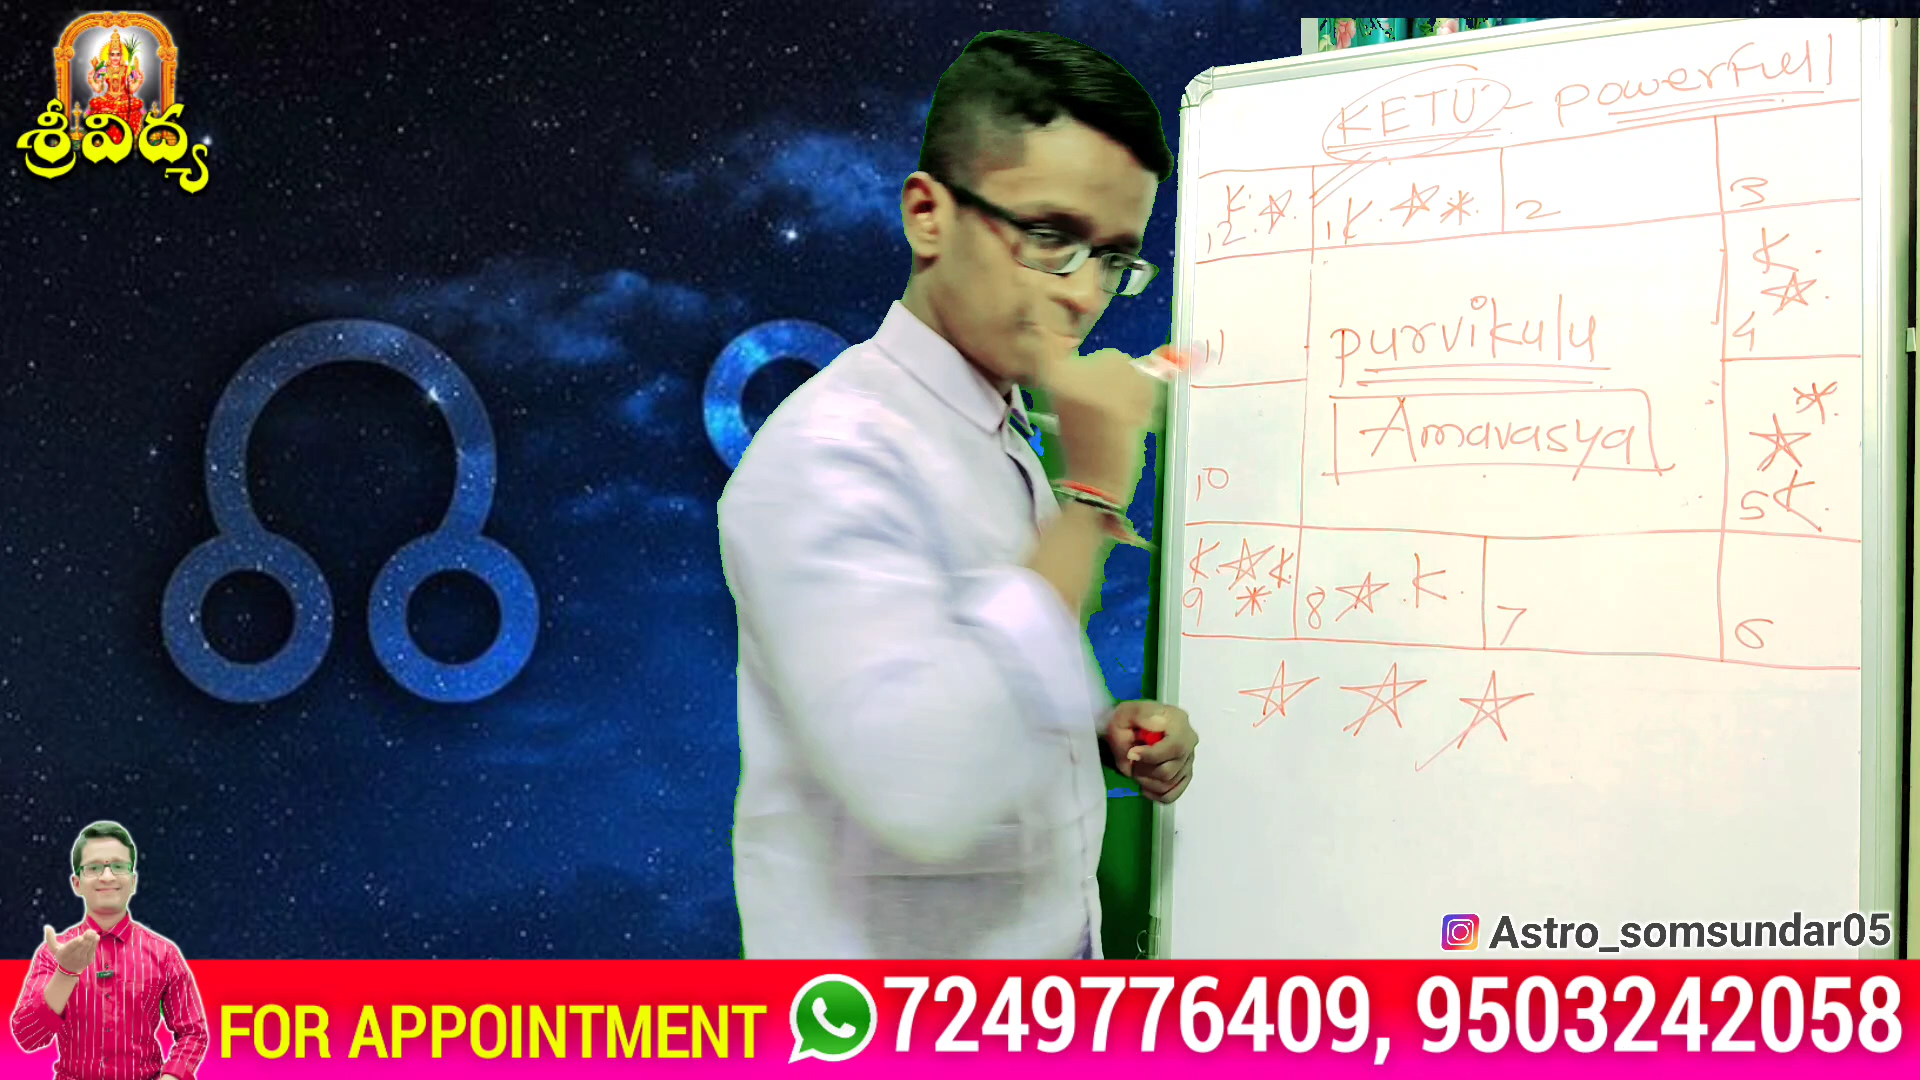 శ్రీవిద్య
KETU - powerfull
K.
12.
1 K.
2
3
K.
4
11
purvikulu
Amavasya
10
5 K.
K. K.
9
8 . K.
7
6
Astro_somsundar05
FOR APPOINTMENT 7249776409, 9503242058